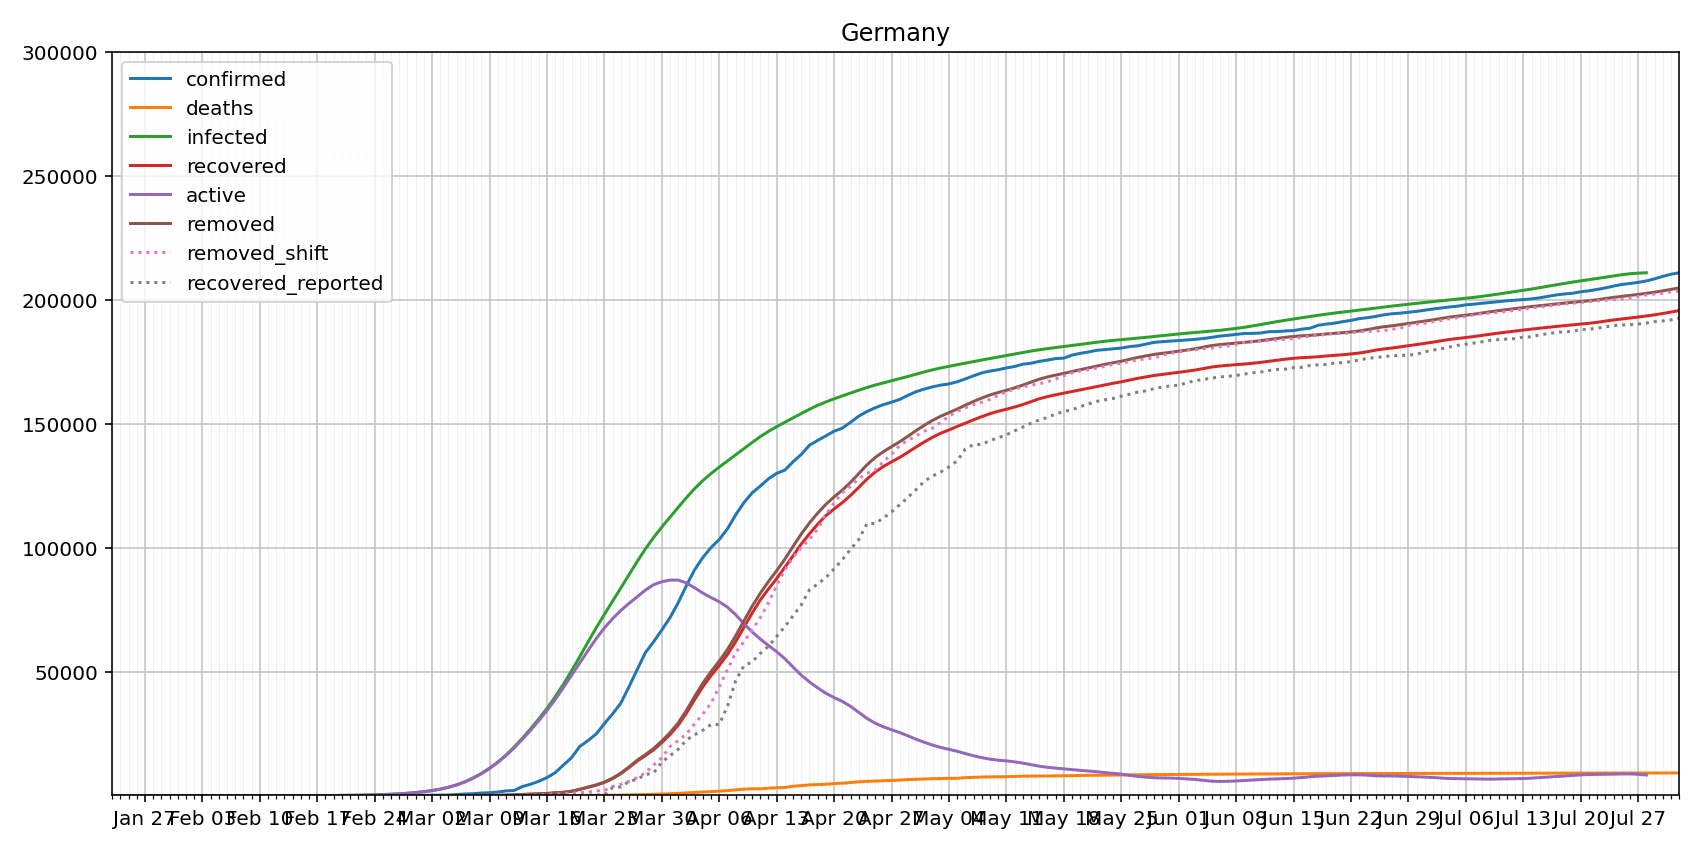 Germany
300000
250000
200000
150000
100000
50000
confirmed
deaths
infected
recovered
active
removed
removed_shift
recovered_reported
Jan 27 Feb 03 Feb 10 Feb 17 Feb 24 Mar 02 Mar 09 Mar 16 Mar 23 Mar 30 Apr 06 Apr 13 Apr 20 Apr 27 May 04 May 11 May 18 May 25 Jun 01 Jun 08 Jun 15 Jun 22 Jun 29 Jul 06 Jul 13 Jul 20 Jul 27